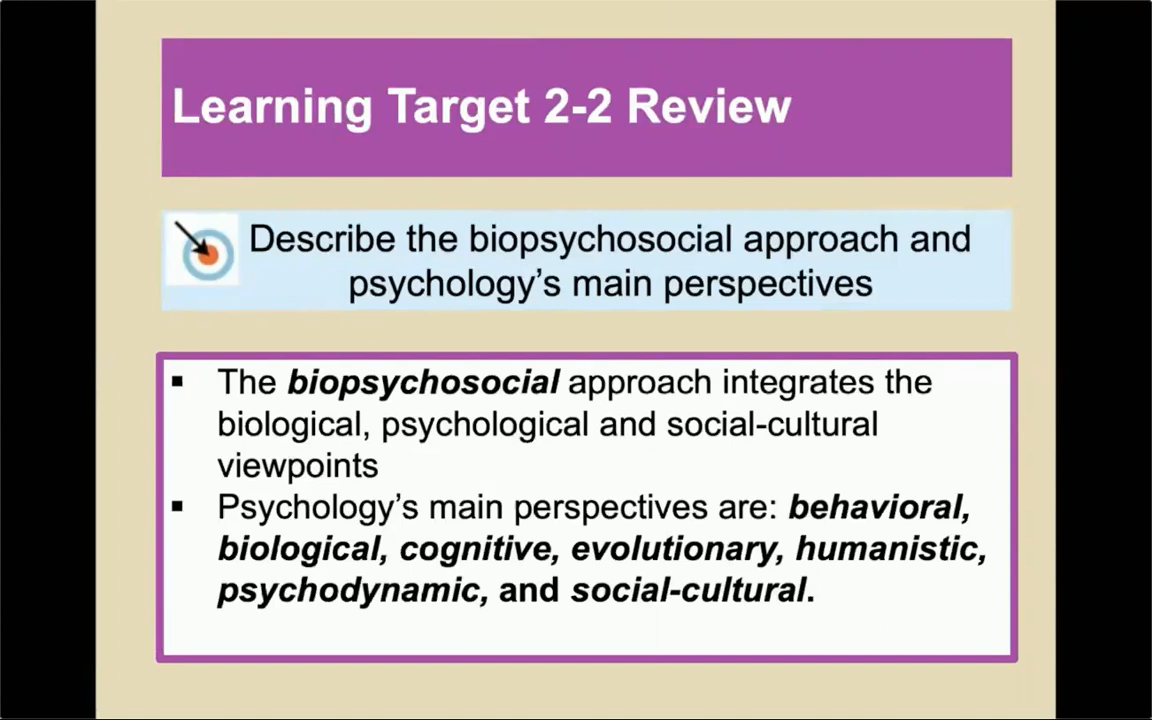 Learning Target 2-2 Review
Describe the biopsychosocial approach and
psychology’s main perspectives
▪ The biopsychosocial approach integrates the
biological, psychological and social-cultural
viewpoints
▪ Psychology’s main perspectives are: behavioral,
biological, cognitive, evolutionary, humanistic,
psychodynamic, and social-cultural.